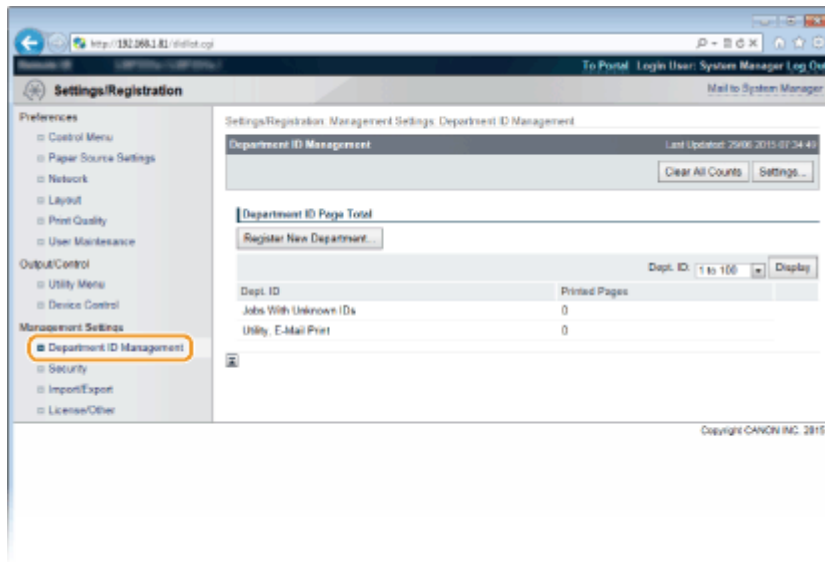 http://192.168.1.81/didlist.cgi
To Portal Login User: System Manager Log Ou
Settings/Registration
Mail to System Manager
Preferences
Control Menu
Paper Source Settings
Network
Layout
Print Quality
User Maintenance
Output/Control
Utility Menu
Device Control
Management Settings
Department ID Management
Security
Import/Export
License/Other
Settings/Registration: Management Settings: Department ID Management
Department ID Management
Last Updated: 25/06 2015 07:34:49
Clear All Counts
Settings...
Department ID Page Total
Register New Department...
Dept. ID: 1 to 100 Display
Dept. ID Printed Pages
Jobs With Unknown IDs 0
Utility, E-Mail Print 0
Copyright CANON INC. 2015